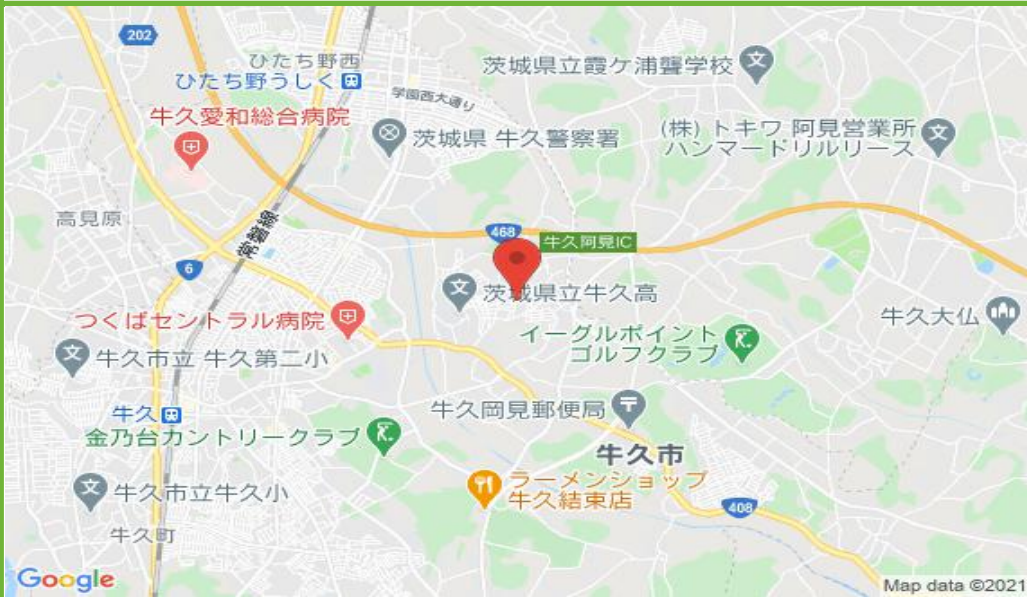 202
ひたち野西
ひたち野うしく
学園西大通り
茨城県立霞ケ浦聾学校
牛久愛和総合病院
茨城県 牛久警察署
(株) トキワ 阿見営業所
ハンマードリルリース
高見原
常磐線
468
牛久阿見IC
6
茨城県立牛久高
つくばセントラル病院
イーグルポイント
ゴルフクラブ
牛久大仏
牛久市立 牛久第二小
牛久
牛久岡見郵便局
金乃台カントリークラブ
牛久市
牛久市立牛久小
ラーメンショップ
牛久結束店
408
牛久町
Google
Map data ©2021